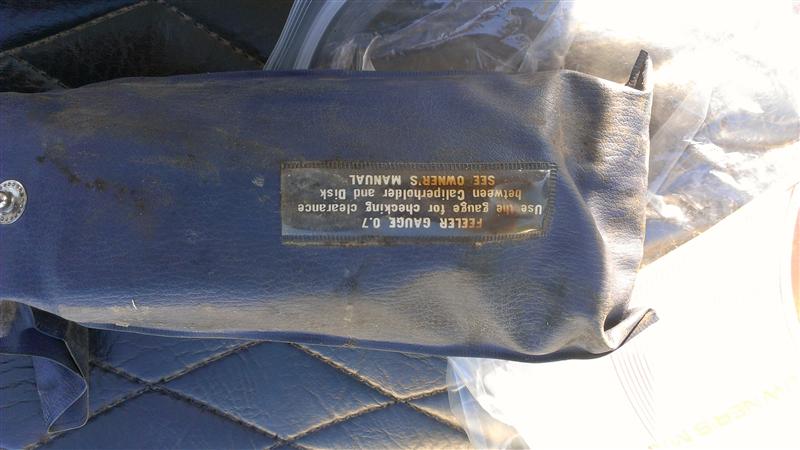 FEELER GAUGE 0.7
Use the gauge for checking clearance
between Caliperholder and Disk
SEE OWNER'S MANUAL